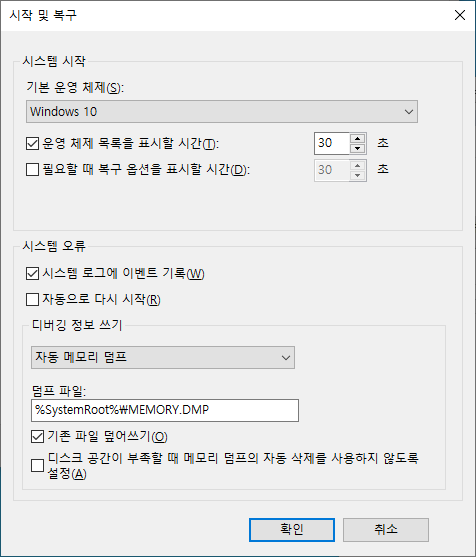 시작 및 복구
시스템 시작
기본 운영 체제(S):
Windows 10
운영 체제 목록을 표시할 시간(T):
30
초
필요할 때 복구 옵션을 표시할 시간(D):
30
초
시스템 오류
시스템 로그에 이벤트 기록(W)
자동으로 다시 시작(R)
디버깅 정보 쓰기
자동 메모리 덤프
덤프 파일:
%SystemRoot%₩MEMORY.DMP
기존 파일 덮어쓰기(O)
디스크 공간이 부족할 때 메모리 덤프의 자동 삭제를 사용하지 않도록
설정(A)
확인
취소